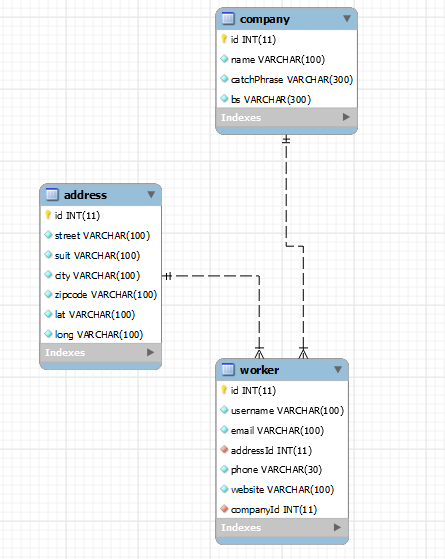 company
id INT(11)
name VARCHAR(100)
catchPhrase VARCHAR(300)
bs VARCHAR(300)
Indexes
address
id INT(11)
street VARCHAR(100)
suit VARCHAR(100)
city VARCHAR(100)
zipcode VARCHAR(100)
lat VARCHAR(100)
long VARCHAR(100)
Indexes
worker
id INT(11)
username VARCHAR(100)
email VARCHAR(100)
addressId INT(11)
phone VARCHAR(30)
website VARCHAR(100)
companyId INT(11)
Indexes